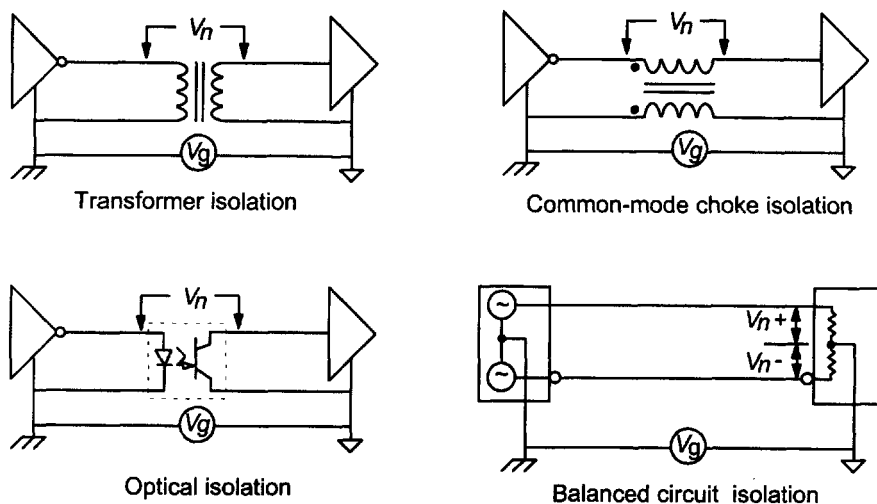 Vn
Vg
Transformer isolation
Vn
Vg
Common-mode choke isolation
Vn
Vg
Optical isolation
~
~
Vn+
Vn-
Vg
Balanced circuit isolation